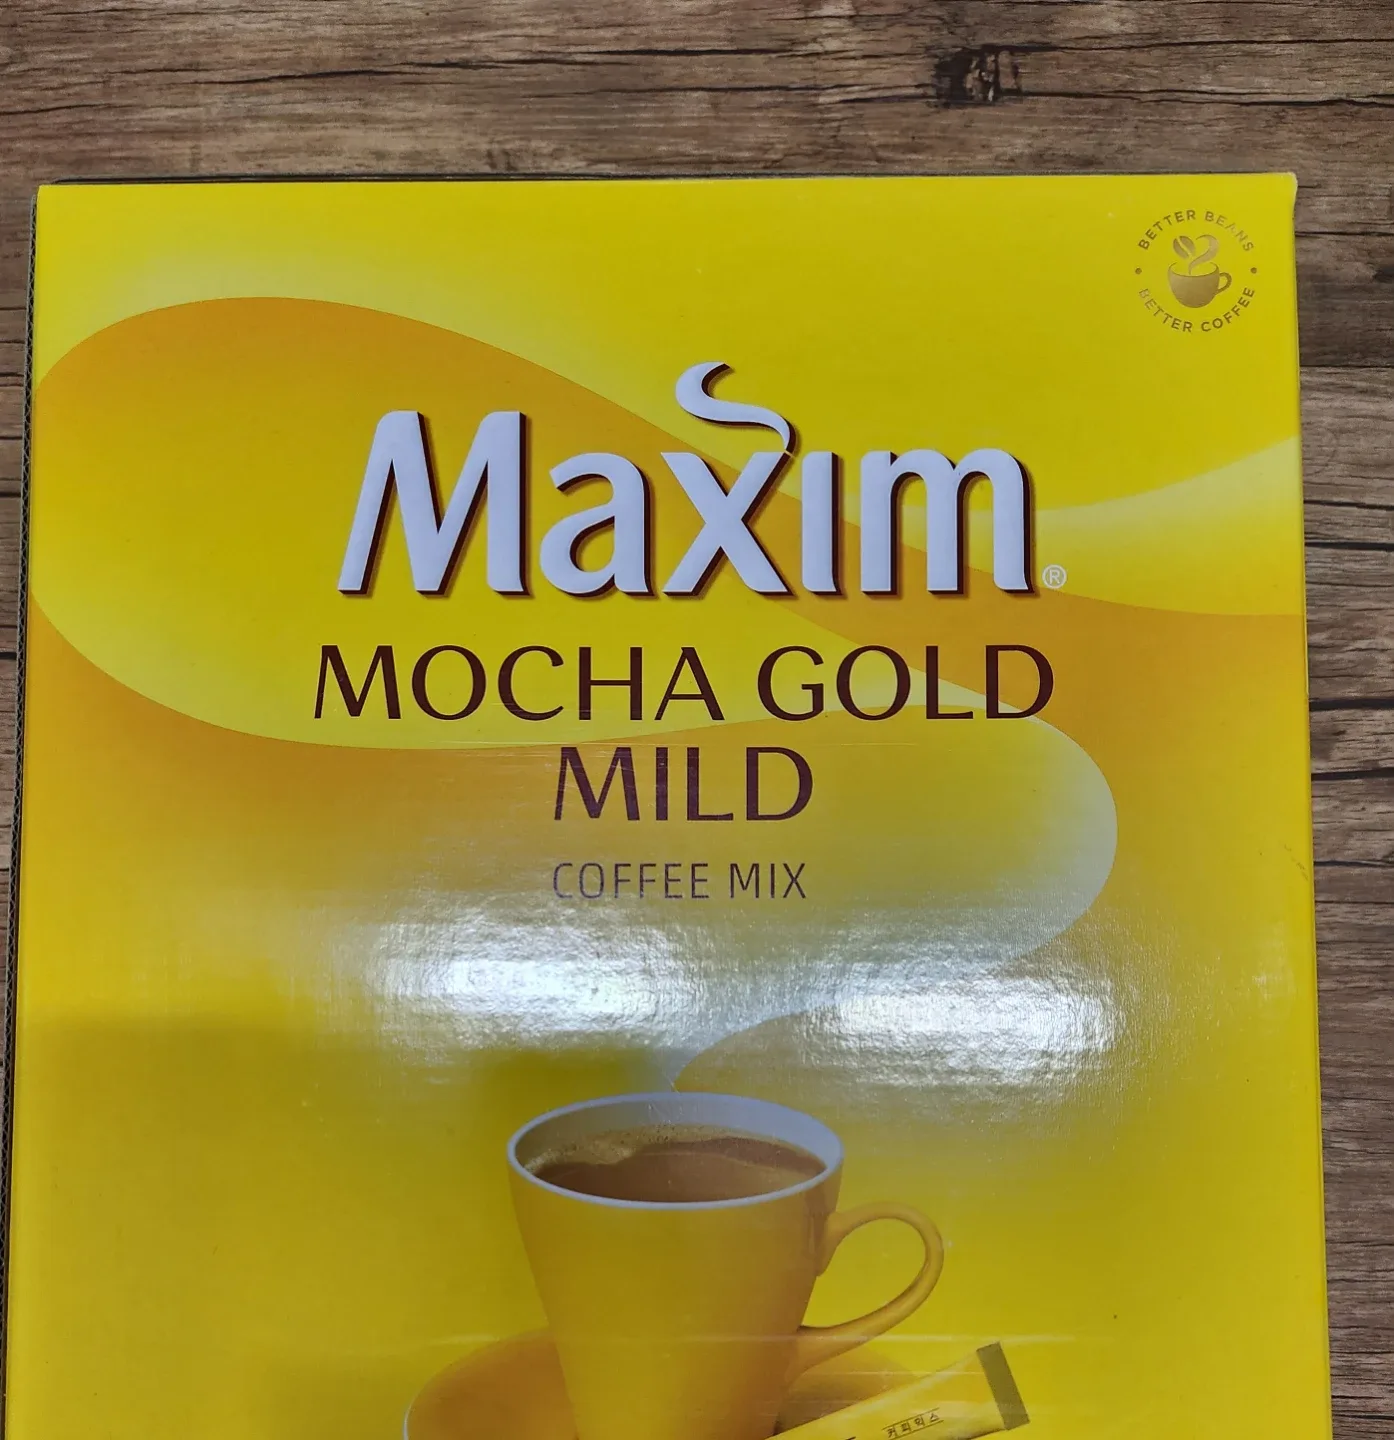 BETTER BEANS
BETTER COFFEE
Maxim®
MOCHA GOLD
MILD
COFFEE MIX
커피믹스